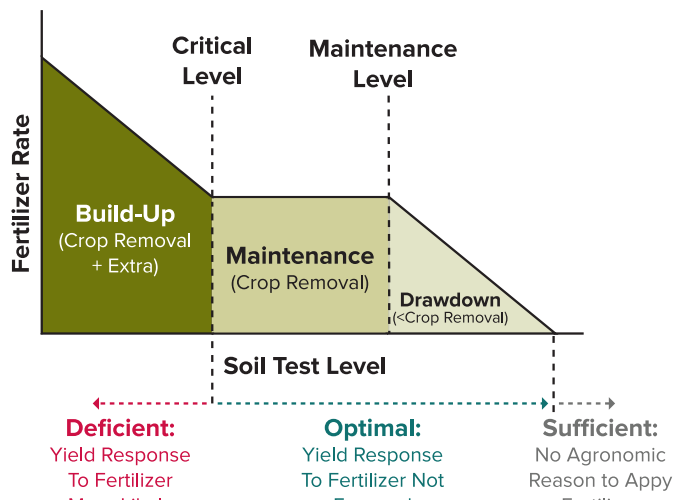 Critical
Level
Maintenance
Level
Fertilizer Rate
Build-Up
(Crop Removal
+ Extra)
Maintenance
(Crop Removal)
Drawdown
(<Crop Removal)
Soil Test Level
Deficient:
Yield Response
To Fertilizer
Optimal:
Yield Response
To Fertilizer Not
Sufficient:
No Agronomic
Reason to Appy